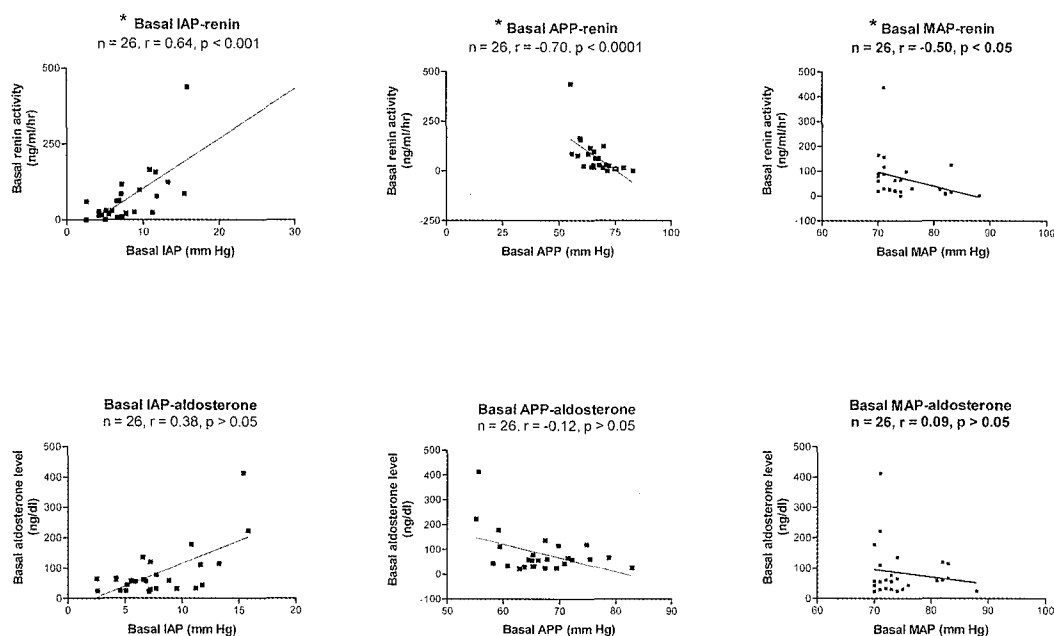 * Basal IAP-renin
n = 26, r = 0.64, p < 0.001
Basal renin activity
(ng/ml/hr)
500
250
0
0
10
20
30
Basal IAP (mm Hg)
* Basal APP-renin
n = 26, r = -0.70, p < 0.0001
Basal renin activity
(ng/ml/hr)
500
250
0
-250
0
25
50
75
100
Basal APP (mm Hg)
* Basal MAP-renin
n = 26, r = -0.50, p < 0.05
Basal renin activity
(ng/ml/hr)
500
400
300
200
100
0
-100
60
70
80
90
100
Basal MAP (mm Hg)
Basal IAP-aldosterone
n = 26, r = 0.38, p > 0.05
Basal aldosterone level
(ng/dl)
500
400
300
200
100
0
0
5
10
15
20
Basal IAP (mm Hg)
Basal APP-aldosterone
n = 26, r = -0.12, p > 0.05
Basal aldosterone level
(ng/dl)
500
400
300
200
100
0
-100
50
60
70
80
90
Basal APP (mm Hg)
Basal MAP-aldosterone
n = 26, r = 0.09, p > 0.05
Basal aldosterone level
(ng/dl)
500
400
300
200
100
0
60
70
80
90
100
Basal MAP (mm Hg)